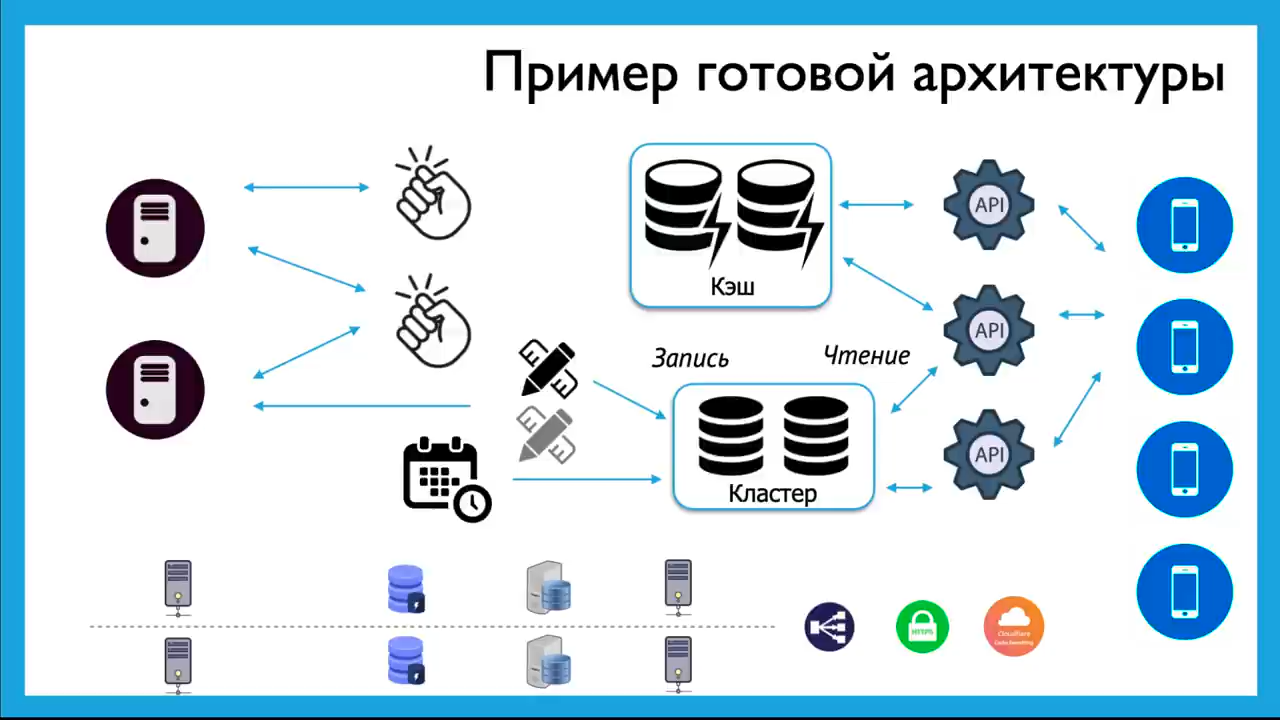 Пример готовой архитектуры
Кэш
API
API
API
Запись
Чтение
Кластер
HTTPS
Cloudflare